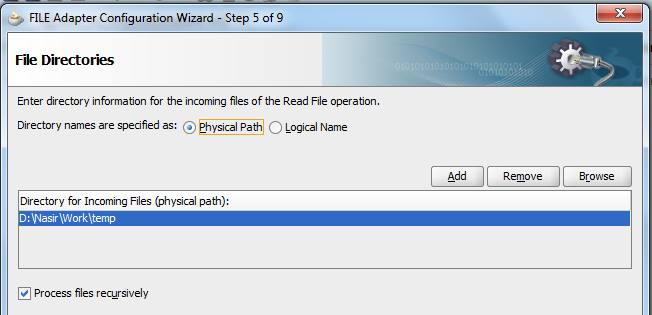 FILE Adapter Configuration Wizard - Step 5 of 9
File Directories
010101010101010101010101010101
01010101010
Enter directory information for the incoming files of the Read File operation.
Directory names are specified as: Physical Path Logical Name
Add Remove Browse
Directory for Incoming Files (physical path):
D:\Nasir\Work\temp
Process files recursively